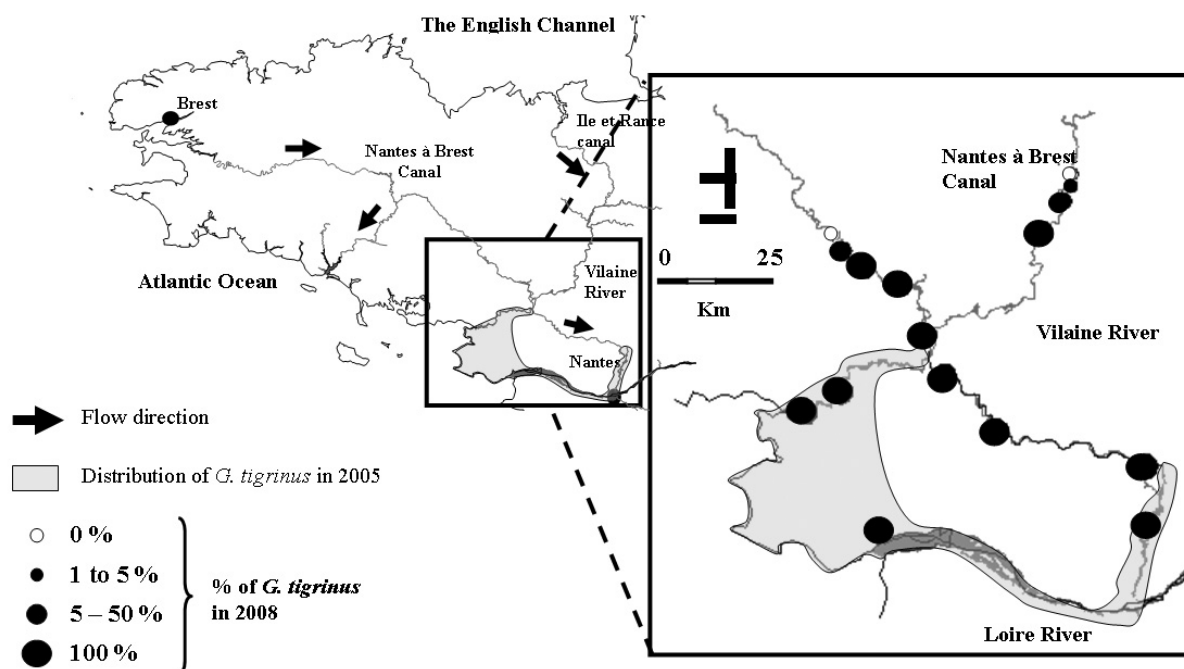 The English Channel
Brest
Ile et Rance
canal
Nantes à Brest
Canal
Atlantic Ocean
Vilaine
River
Nantes
Nantes à Brest
Canal
0 25
Km
Vilaine River
Loire River
Flow direction
Distribution of G. tigrinus in 2005
0 %
1 to 5 %
5 – 50 %
100 %
% of G. tigrinus
in 2008